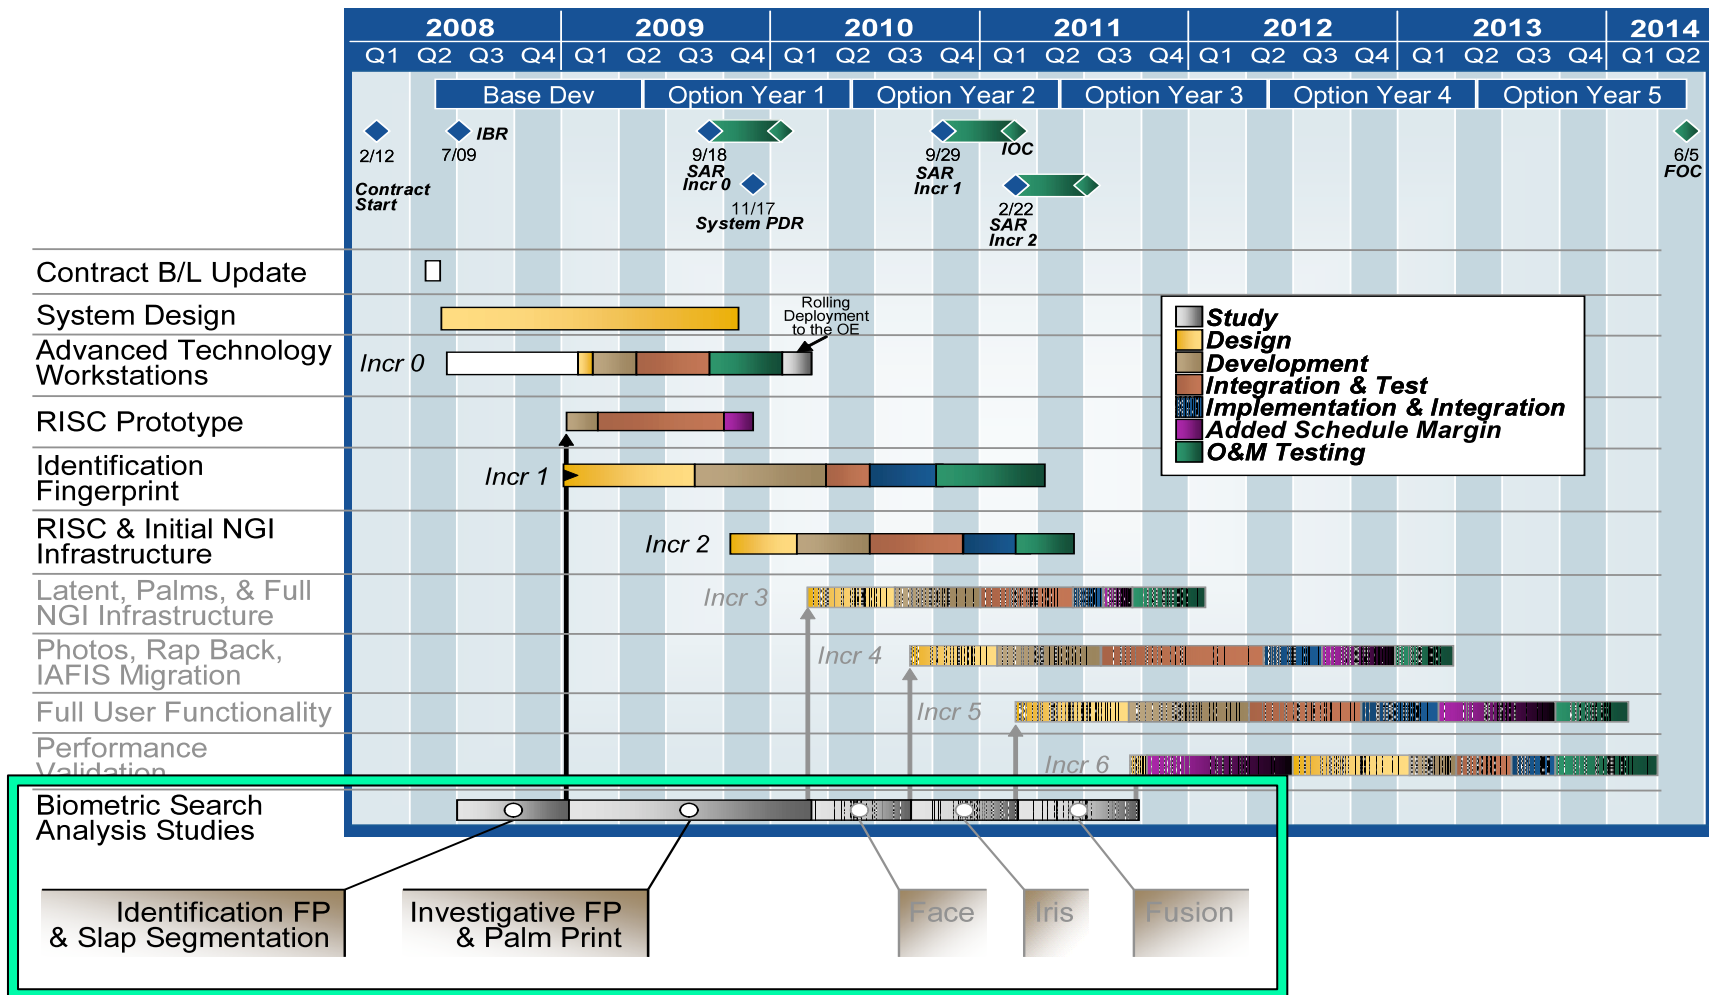 2008 2009 2010 2011 2012 2013 2014
Q1 Q2 Q3 Q4 Q1 Q2 Q3 Q4 Q1 Q2 Q3 Q4 Q1 Q2 Q3 Q4 Q1 Q2 Q3 Q4 Q1 Q2 Q3 Q4 Q1 Q2
Base Dev Option Year 1 Option Year 2 Option Year 3 Option Year 4 Option Year 5
2/12
Contract
Start
7/09
IBR
9/18
SAR
Incr 0
11/17
System PDR
9/29
SAR
Incr 1
IOC
2/22
SAR
Incr 2
6/5
FOC
Contract B/L Update
System Design
Rolling
Deployment
to the OE
Advanced Technology
Workstations
Incr 0
RISC Prototype
Identification
Fingerprint
Incr 1
RISC & Initial NGI
Infrastructure
Incr 2
Latent, Palms, & Full
NGI Infrastructure
Incr 3
Photos, Rap Back,
IAFIS Migration
Incr 4
Full User Functionality
Incr 5
Performance
Validation
Incr 6
Study
Design
Development
Integration & Test
Implementation & Integration
Added Schedule Margin
O&M Testing
Biometric Search
Analysis Studies
Identification FP
& Slap Segmentation
Investigative FP
& Palm Print
Face
Iris
Fusion